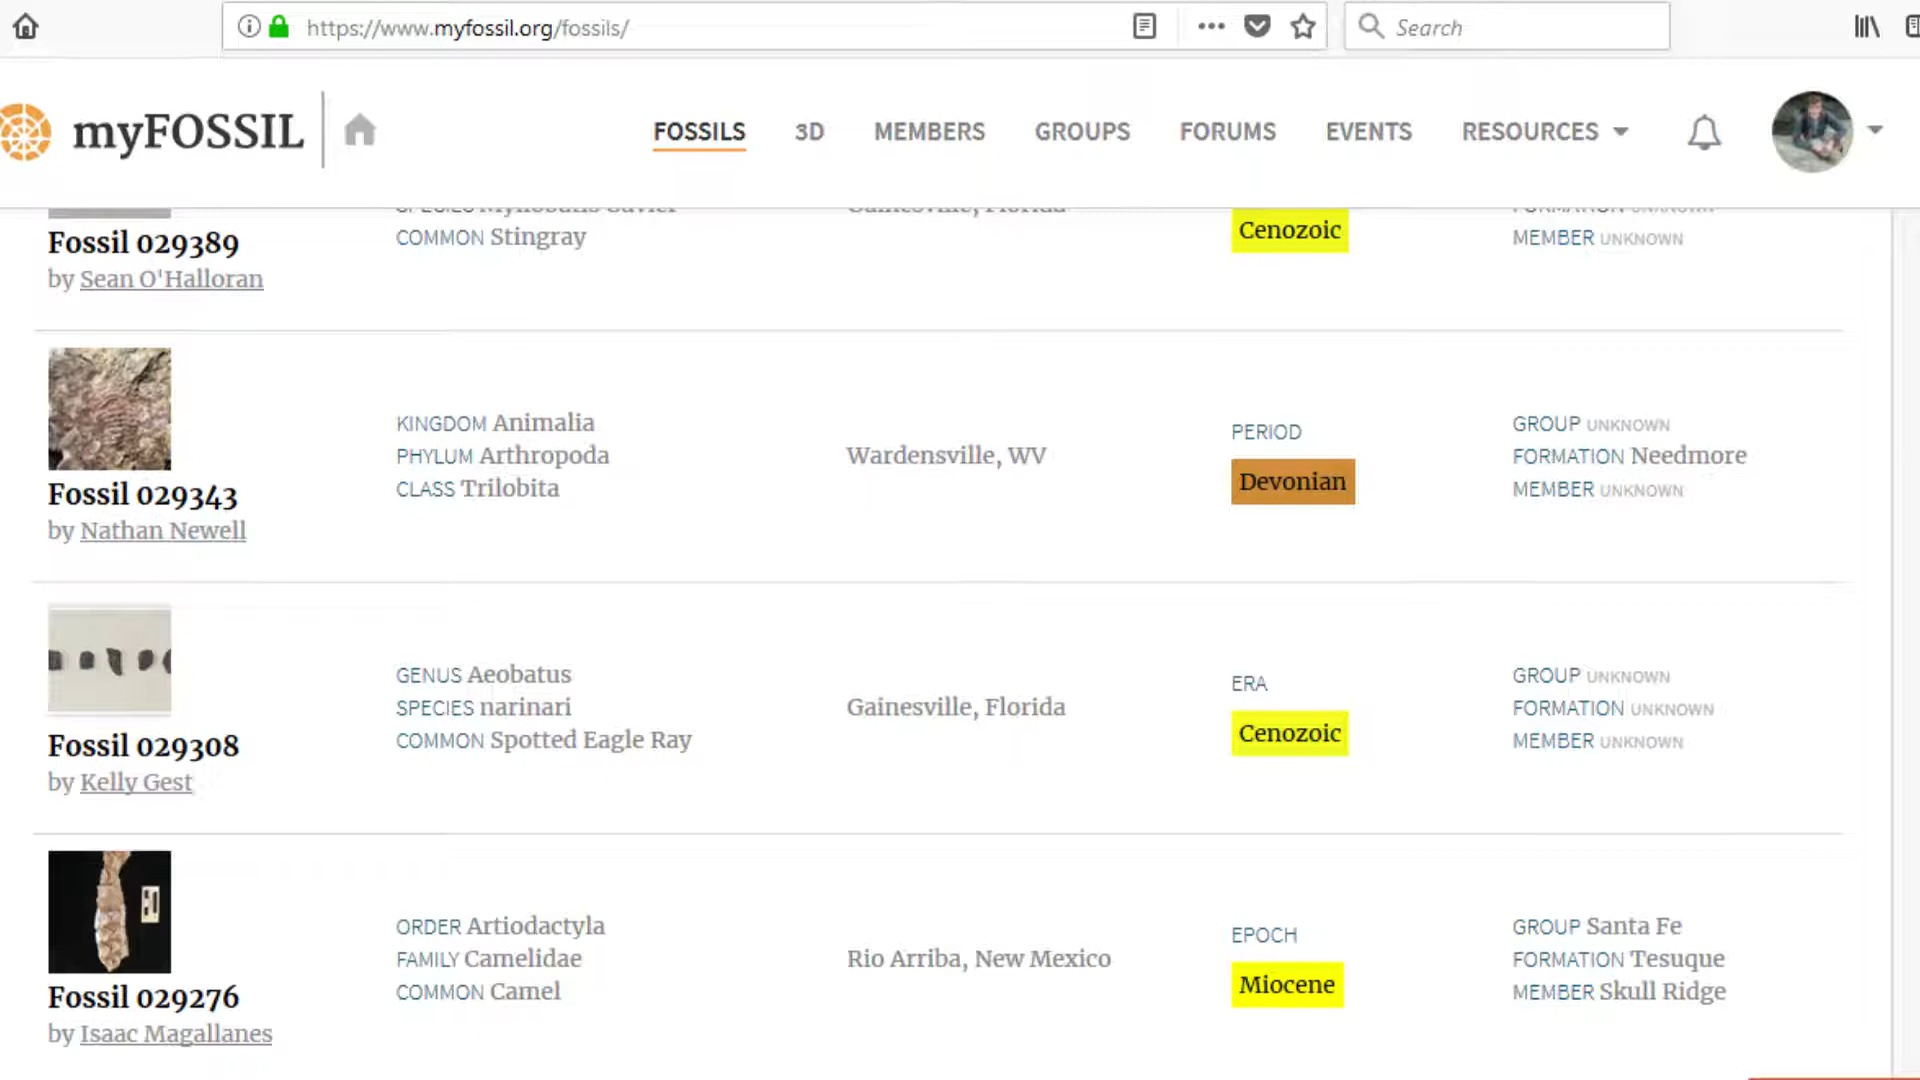 https://www.myfossil.org/fossils/
Search
myFOSSIL
FOSSILS 3D MEMBERS GROUPS FORUMS EVENTS RESOURCES
Fossil 029389
by Sean O'Halloran
COMMON Stingray
Cenozoic
MEMBER UNKNOWN
Fossil 029343
by Nathan Newell
KINGDOM Animalia
PHYLUM Arthropoda
CLASS Trilobita
Wardensville, WV
PERIOD
Devonian
GROUP UNKNOWN
FORMATION Needmore
MEMBER UNKNOWN
Fossil 029308
by Kelly Gest
GENUS Aeobatus
SPECIES narinari
COMMON Spotted Eagle Ray
Gainesville, Florida
ERA
Cenozoic
GROUP UNKNOWN
FORMATION UNKNOWN
MEMBER UNKNOWN
Fossil 029276
by Isaac Magallanes
ORDER Artiodactyla
FAMILY Camelidae
COMMON Camel
Rio Arriba, New Mexico
EPOCH
Miocene
GROUP Santa Fe
FORMATION Tesuque
MEMBER Skull Ridge